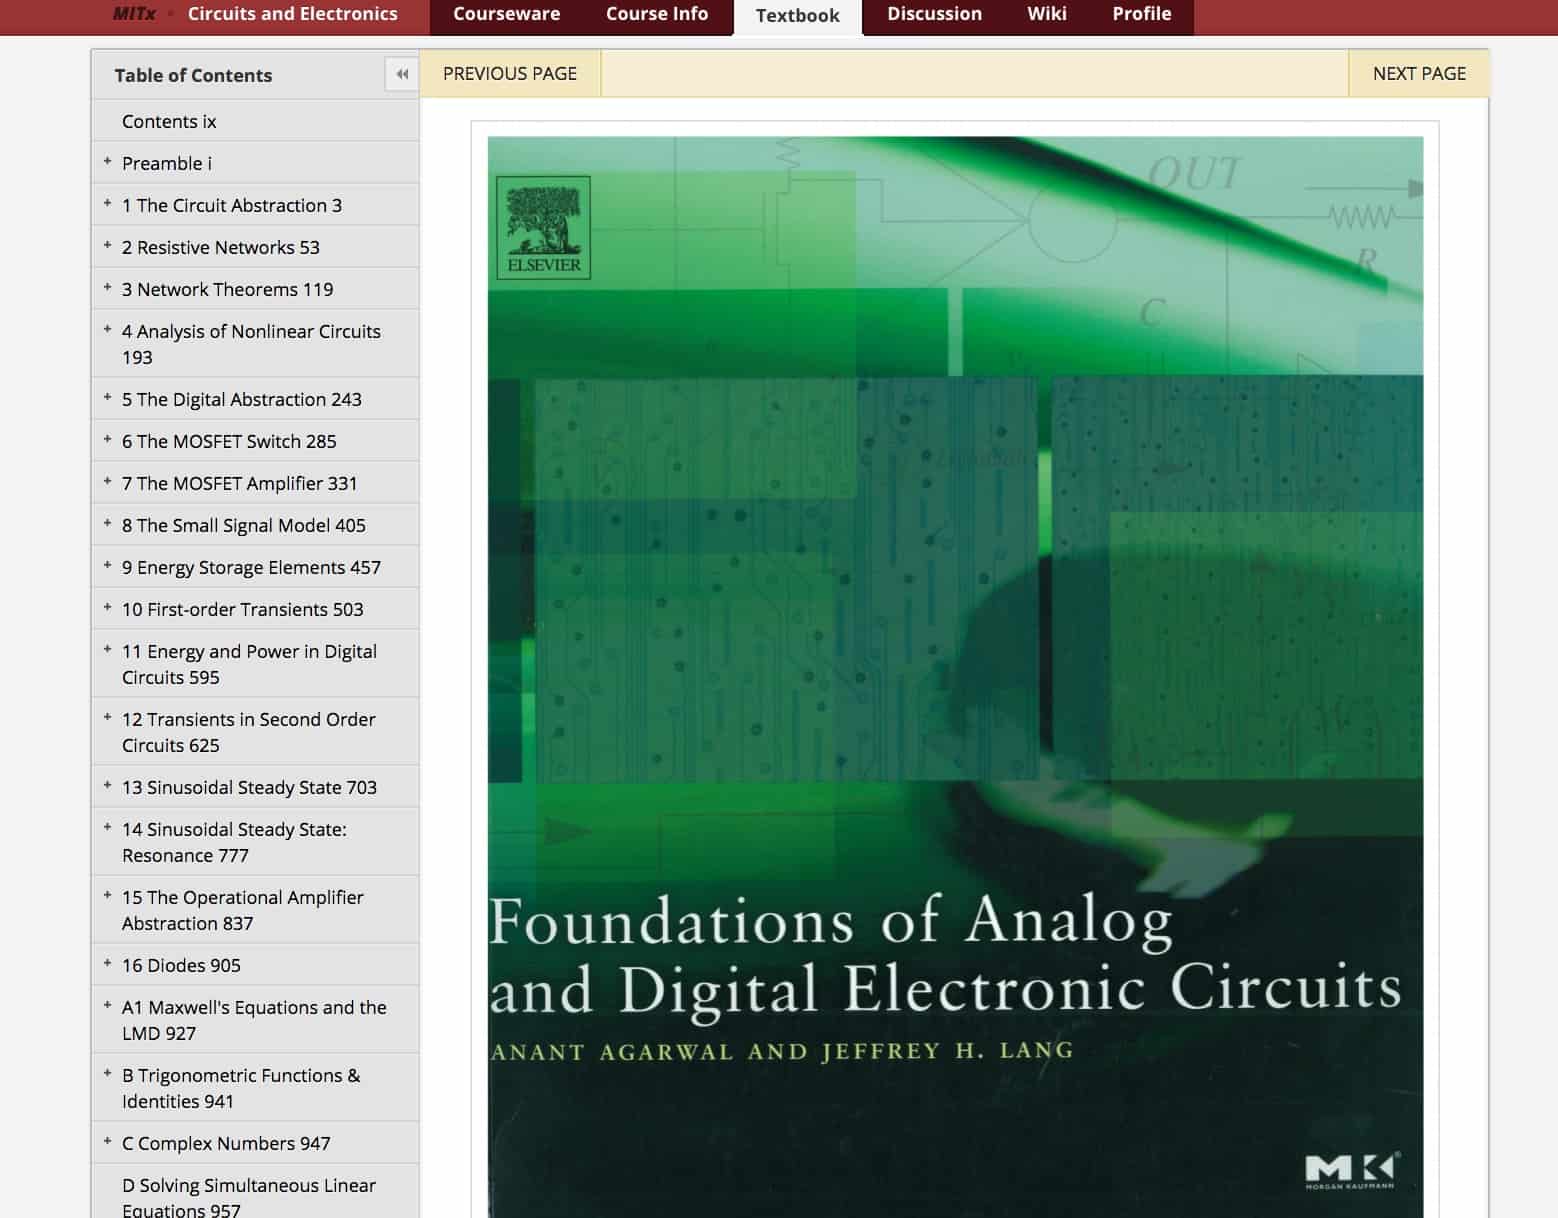 MITx • Circuits and Electronics
Courseware
Course Info
Textbook
Discussion
Wiki
Profile
Table of Contents
PREVIOUS PAGE
NEXT PAGE
Contents ix
+ Preamble i
+ 1 The Circuit Abstraction 3
+ 2 Resistive Networks 53
+ 3 Network Theorems 119
+ 4 Analysis of Nonlinear Circuits
193
+ 5 The Digital Abstraction 243
+ 6 The MOSFET Switch 285
+ 7 The MOSFET Amplifier 331
+ 8 The Small Signal Model 405
+ 9 Energy Storage Elements 457
+ 10 First-order Transients 503
+ 11 Energy and Power in Digital
Circuits 595
+ 12 Transients in Second Order
Circuits 625
+ 13 Sinusoidal Steady State 703
+ 14 Sinusoidal Steady State:
Resonance 777
+ 15 The Operational Amplifier
Abstraction 837
+ 16 Diodes 905
+ A1 Maxwell's Equations and the
LMD 927
+ B Trigonometric Functions &
Identities 941
+ C Complex Numbers 947
D Solving Simultaneous Linear
Equations 957
ELSEVIER
OUT
R
C
Foundations of Analog
and Digital Electronic Circuits
ANANT AGARWAL AND JEFFREY H. LANG
MK®
MORGAN KAUFMANN